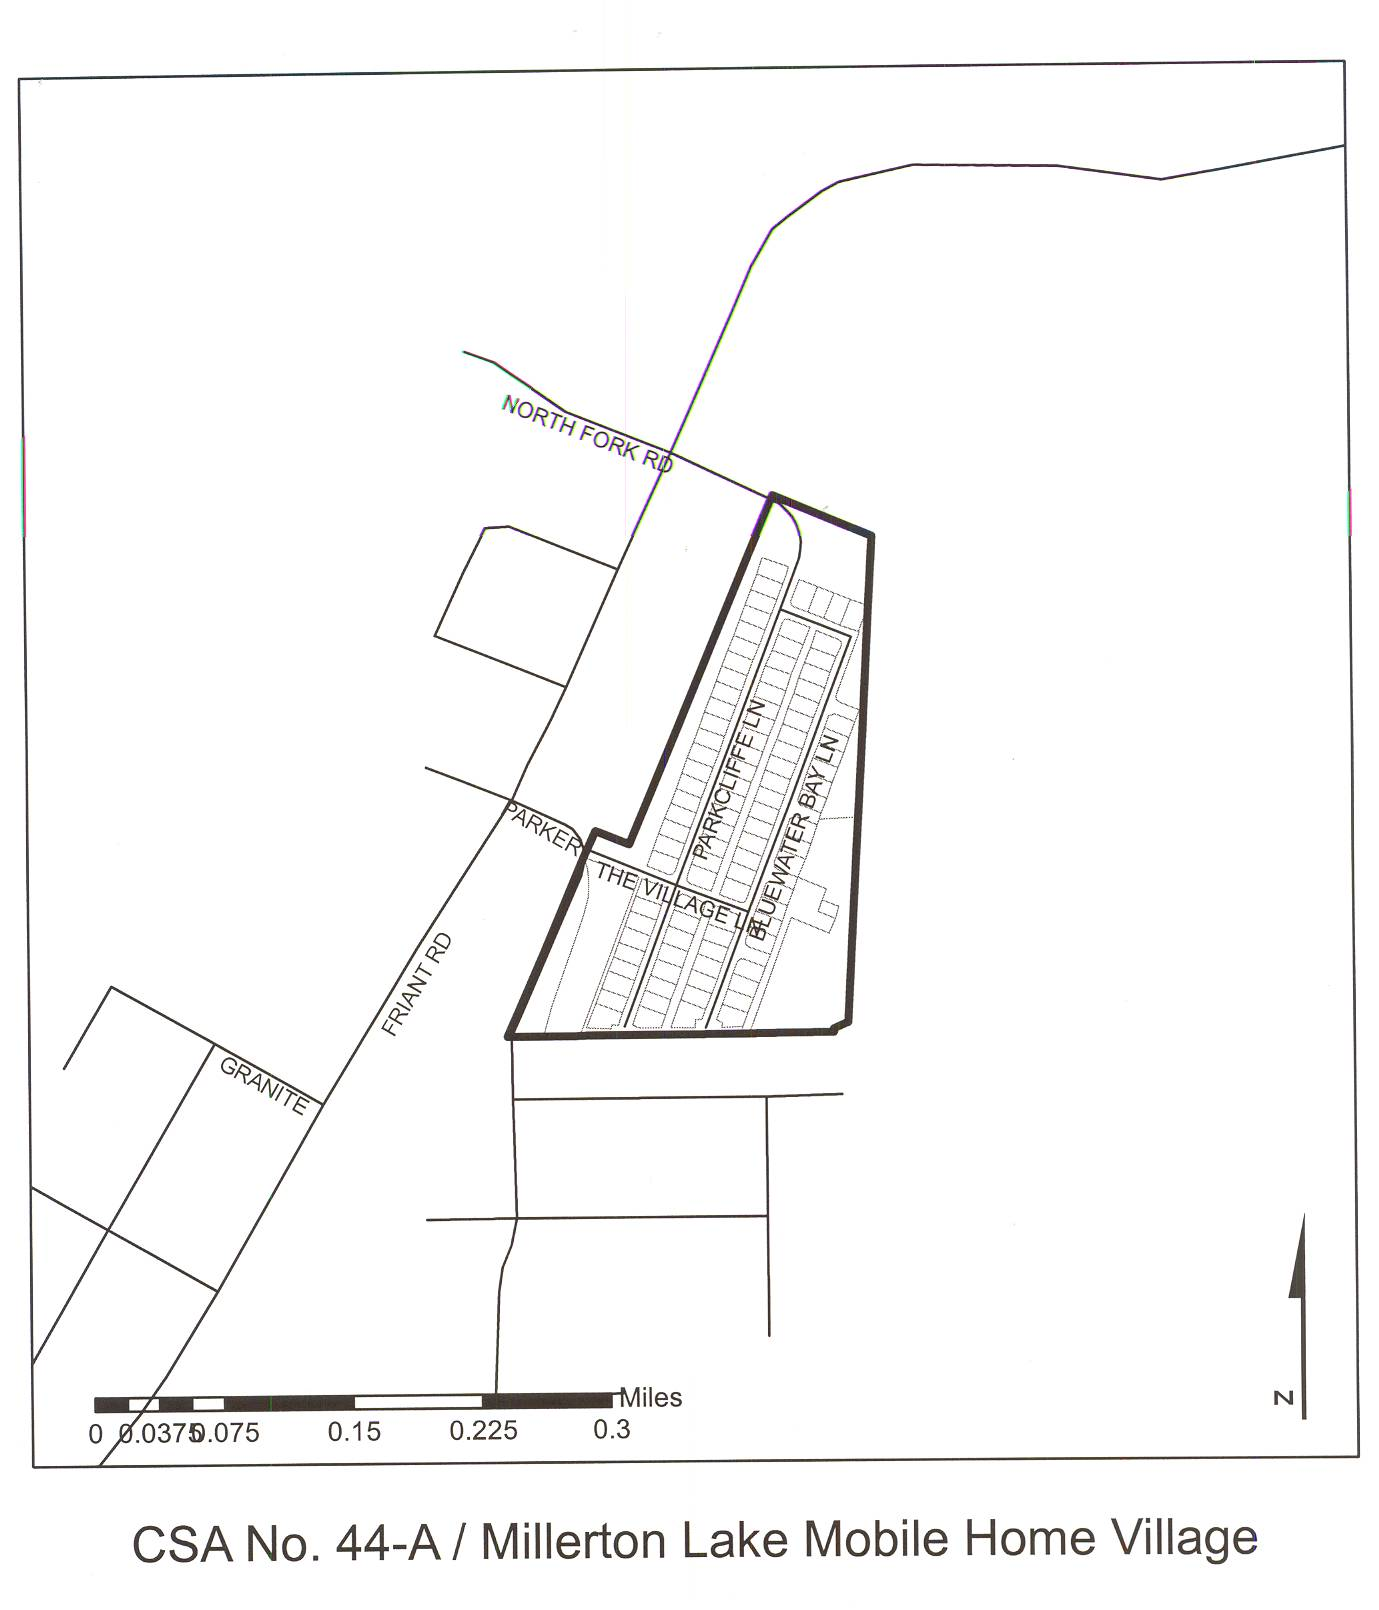 NORTH FORK RD
PARKCLIFFE LN
BLUEWATER BAY LN
PARKER
THE VILLAGE LN
FRIANT RD
GRANITE
N
Miles
0 0.0375 0.075 0.15 0.225 0.3
CSA No. 44-A / Millerton Lake Mobile Home Village